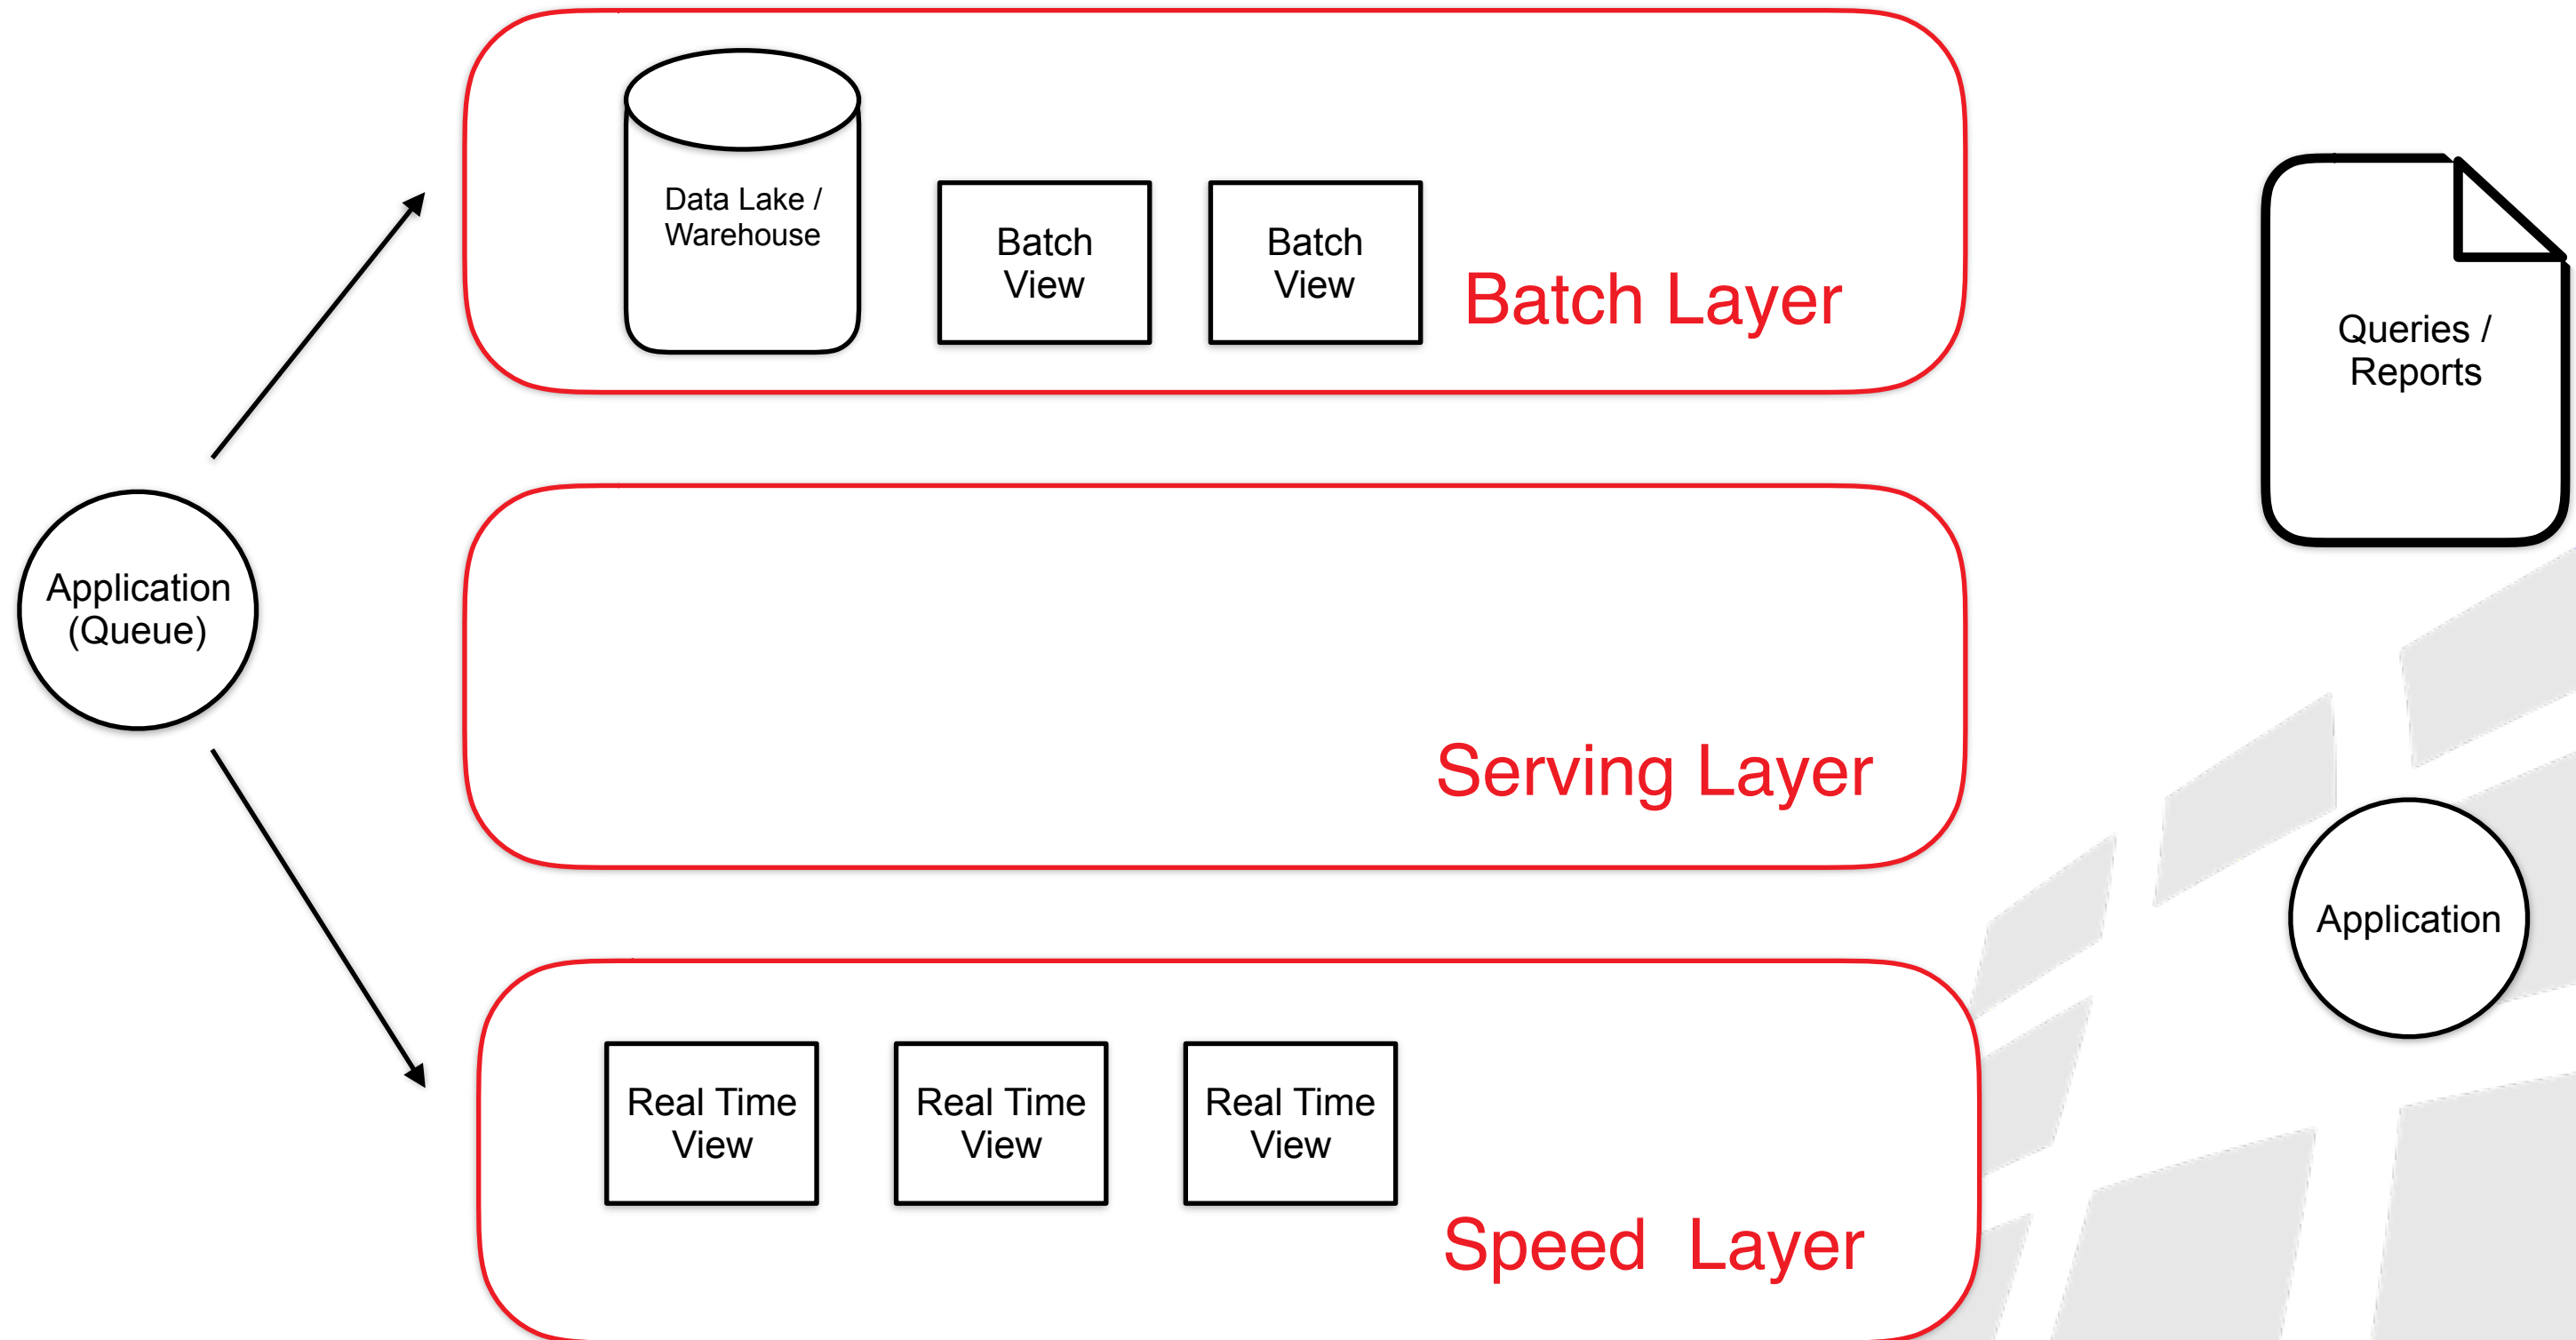 Data Lake /
Warehouse
Batch
View
Batch
View
Batch Layer
Queries /
Reports
Application
(Queue)
Serving Layer
Application
Real Time
View
Real Time
View
Real Time
View
Speed  Layer